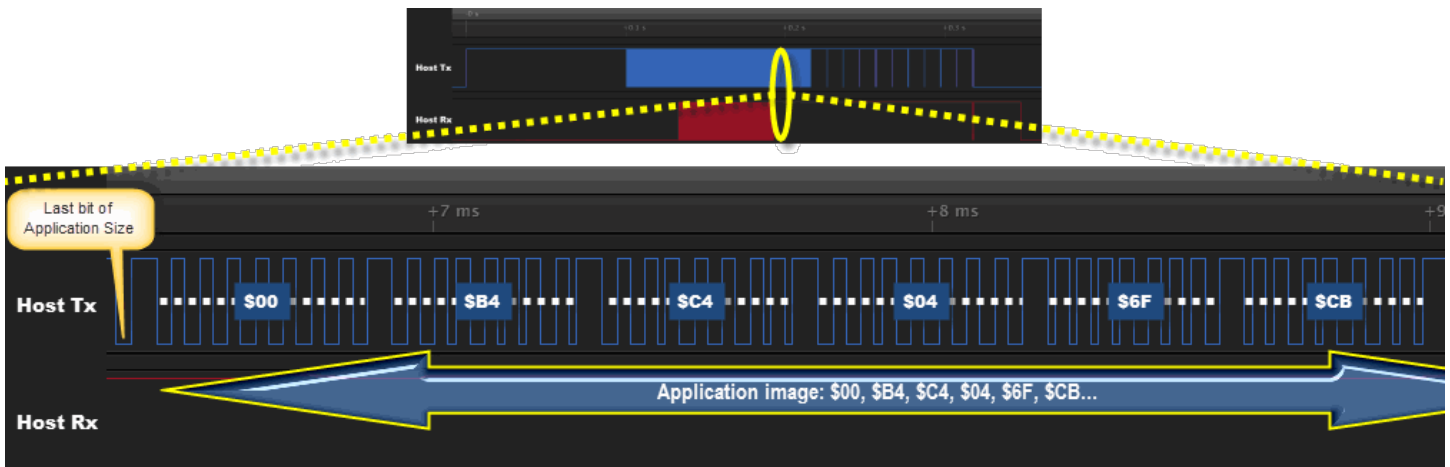 0 s
+0.1 s +0.2 s +0.3 s
Host Tx
Host Rx
Last bit of
Application Size
+7 ms +8 ms +9
Host Tx
$00 $B4 $C4 $04 $6F $CB
Application image: $00, $B4, $C4, $04, $6F, $CB...
Host Rx